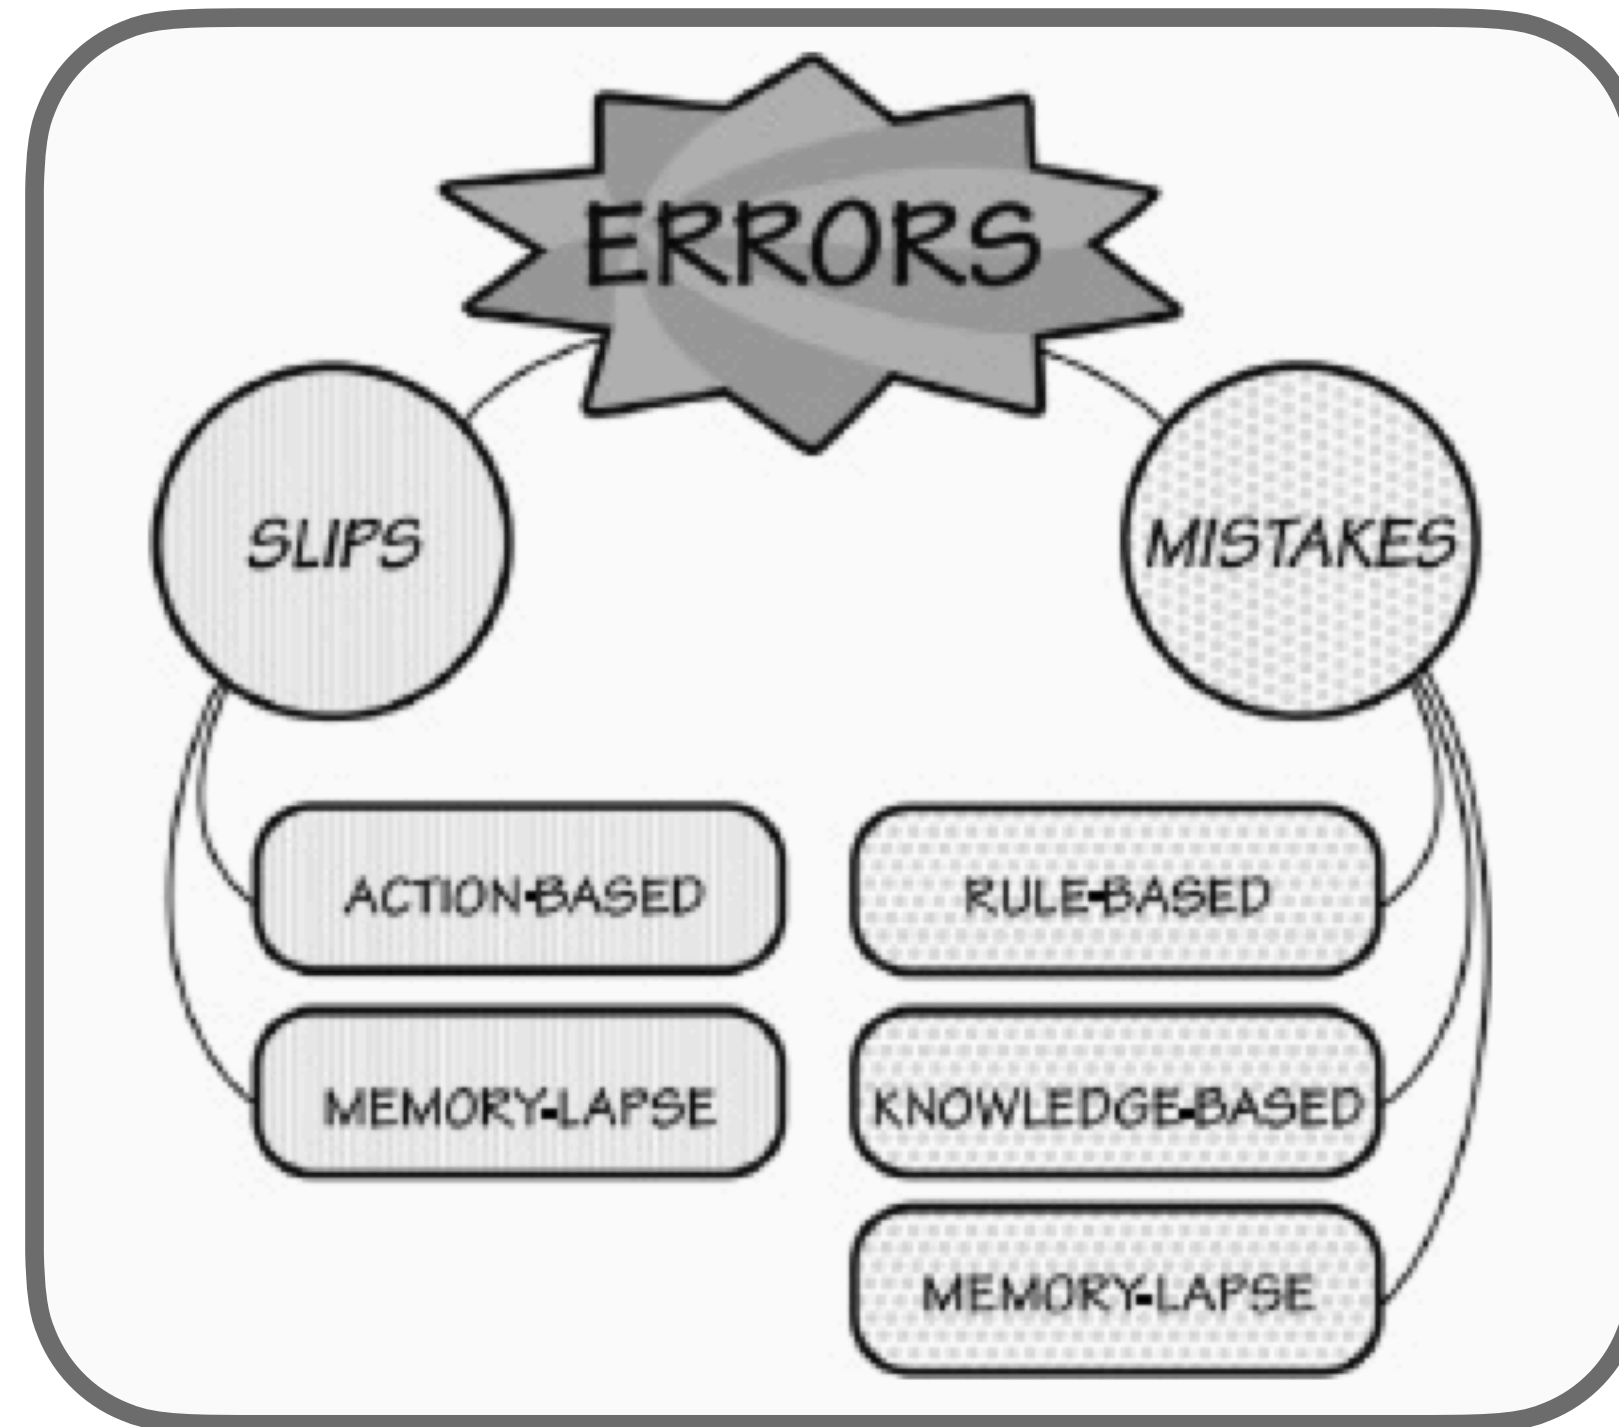 ERRORS
SLIPS
MISTAKES
ACTION-BASED
MEMORY-LAPSE
RULE-BASED
KNOWLEDGE-BASED
MEMORY-LAPSE